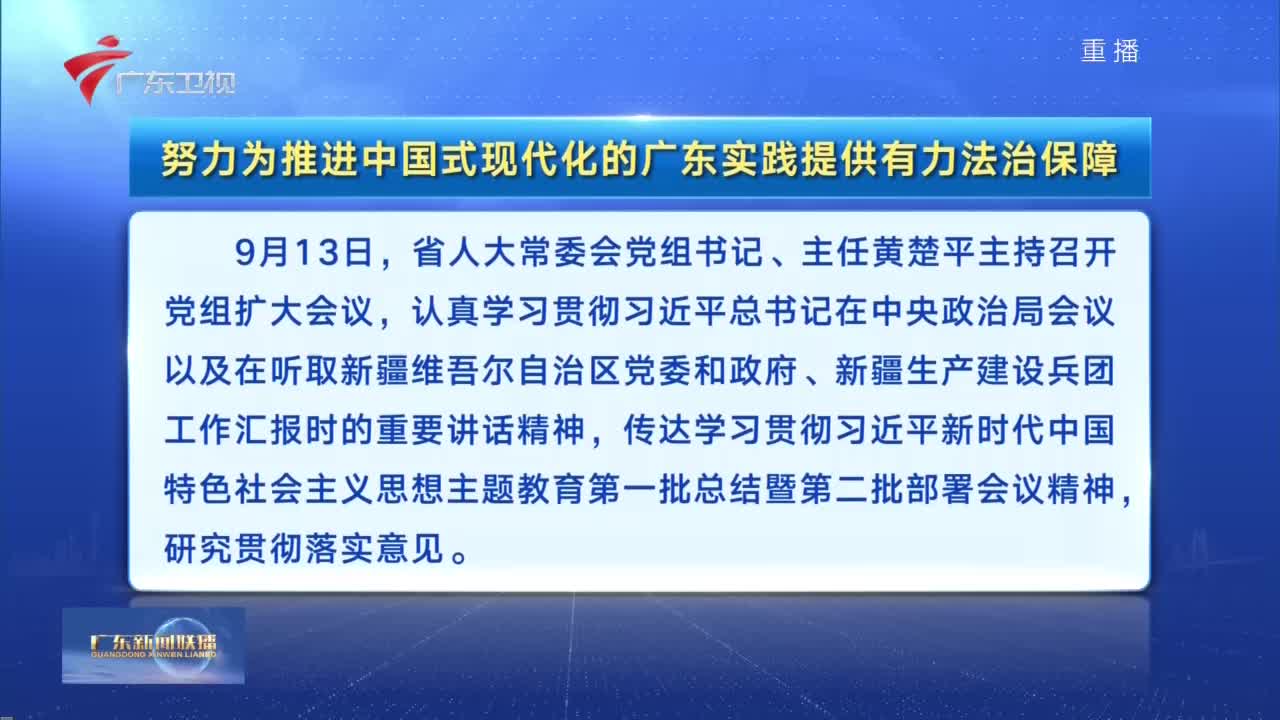 重播
广东卫视
努力为推进中国式现代化的广东实践提供有力法治保障
9月13日，省人大常委会党组书记、主任黄楚平主持召开
党组扩大会议，认真学习贯彻习近平总书记在中央政治局会议
以及在听取新疆维吾尔自治区党委和政府、新疆生产建设兵团
工作汇报时的重要讲话精神，传达学习贯彻习近平新时代中国
特色社会主义思想主题教育第一批总结暨第二批部署会议精神，
研究贯彻落实意见。
广东新闻联播
GUANGDONG XINWEN LIANBO